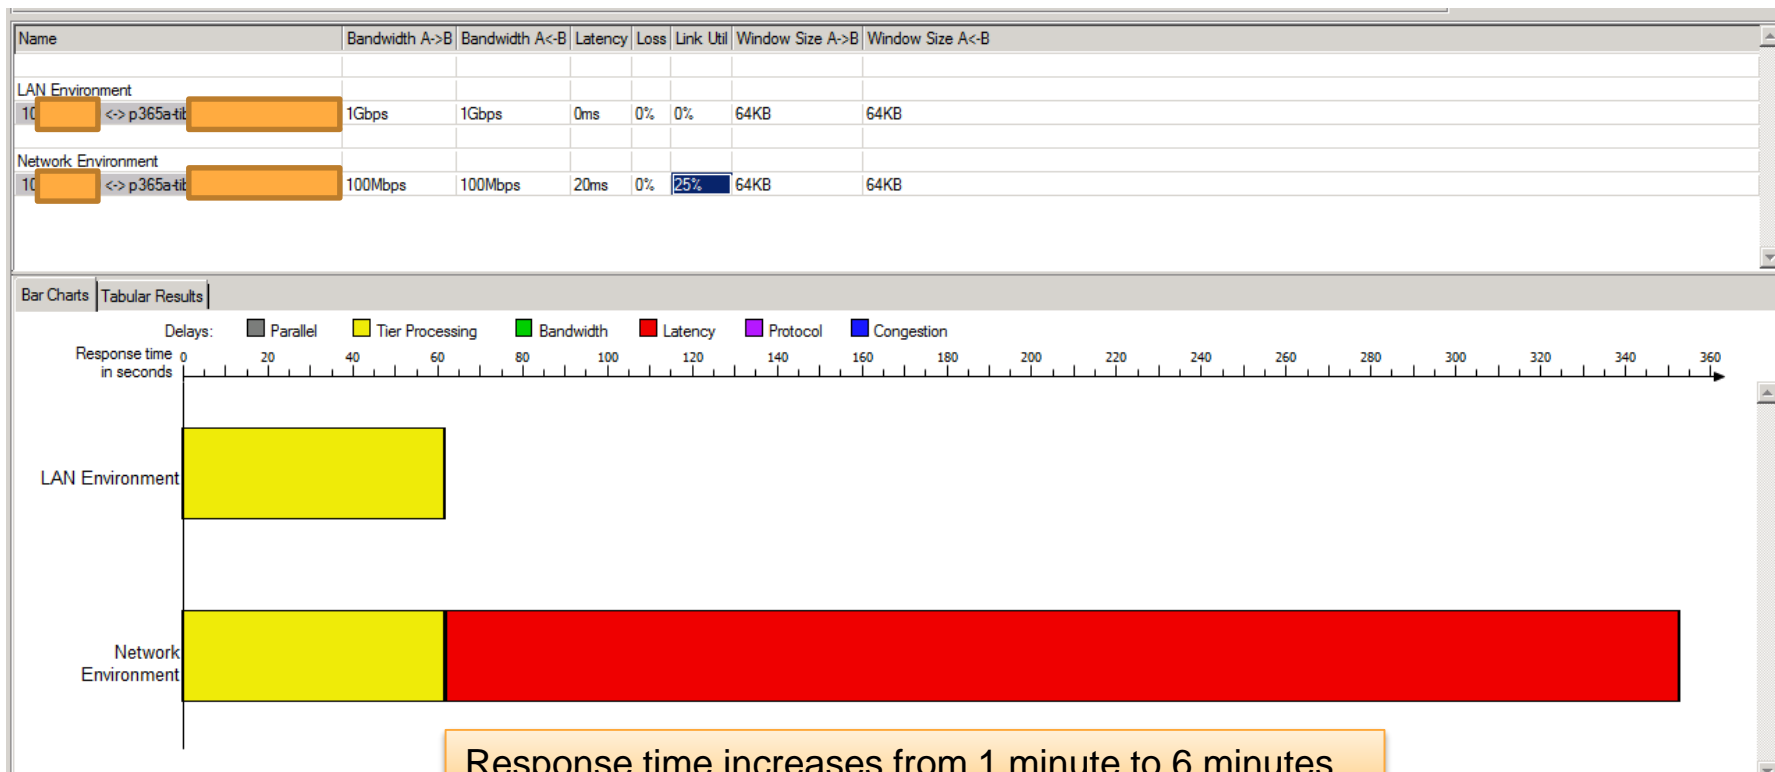 Name Bandwidth A->B Bandwidth A<-B Latency Loss Link Util Window Size A->B Window Size A<-B
LAN Environment
10 <-> p365a-tib 1Gbps 1Gbps 0ms 0% 0% 64KB 64KB
Network Environment
10 <-> p365a-tib 100Mbps 100Mbps 20ms 0% 25% 64KB 64KB
Bar Charts Tabular Results
Delays: Parallel Tier Processing Bandwidth Latency Protocol Congestion
Response time 0 20 40 60 80 100 120 140 160 180 200 220 240 260 280 300 320 340 360
in seconds
LAN Environment
Network
Environment
Response time increases from 1 minute to 6 minutes